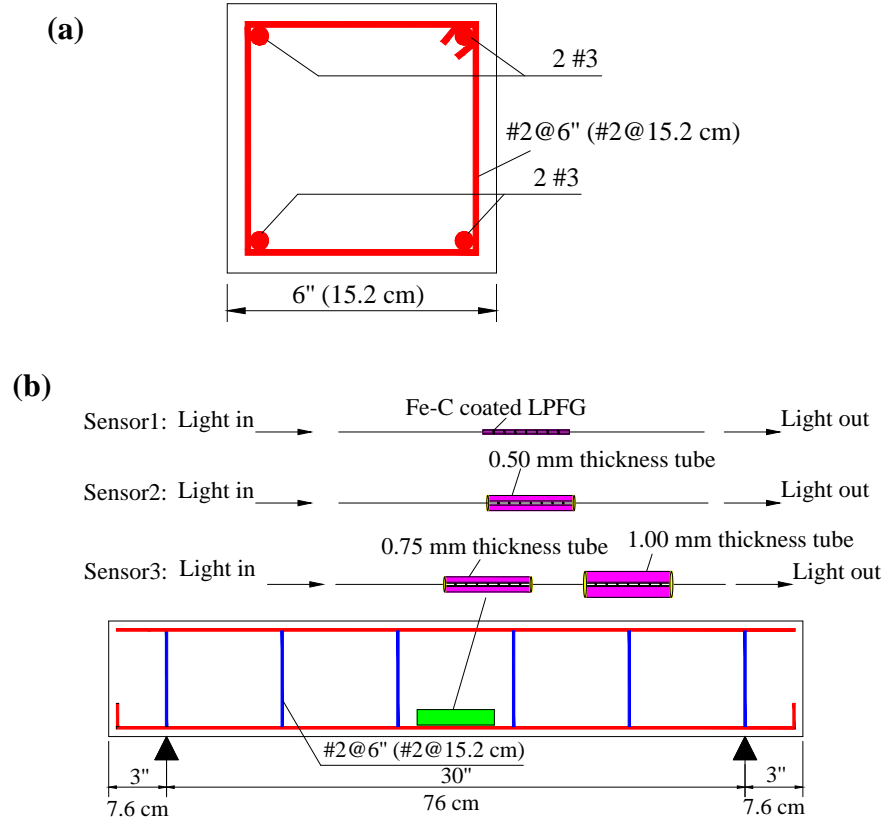 (a)
2 #3
#2@6" (#2@15.2 cm)
2 #3
6" (15.2 cm)
(b)
Fe-C coated LPFG
Sensor1: Light in
Light out
0.50 mm thickness tube
Sensor2: Light in
Light out
0.75 mm thickness tube
1.00 mm thickness tube
Sensor3: Light in
Light out
#2@6" (#2@15.2 cm)
3" 30" 3"
7.6 cm 76 cm 7.6 cm